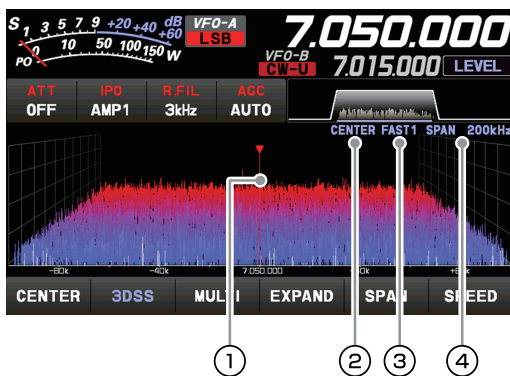 S 1 3 5 7 9 +20 +40 +60 dB
PO 0 10 50 100 150 W
VFO-A
LSB
7.050.000
VFO-B
CW-U
7.015.000
LEVEL
ATT IPO R.FIL AGC
OFF AMP1 3kHz AUTO
CENTER FAST1 SPAN 200kHz
1
-80k -40k 7.050.000
CENTER 3DSS MULTI EXPAND SPAN SPEED
1 2 3 4